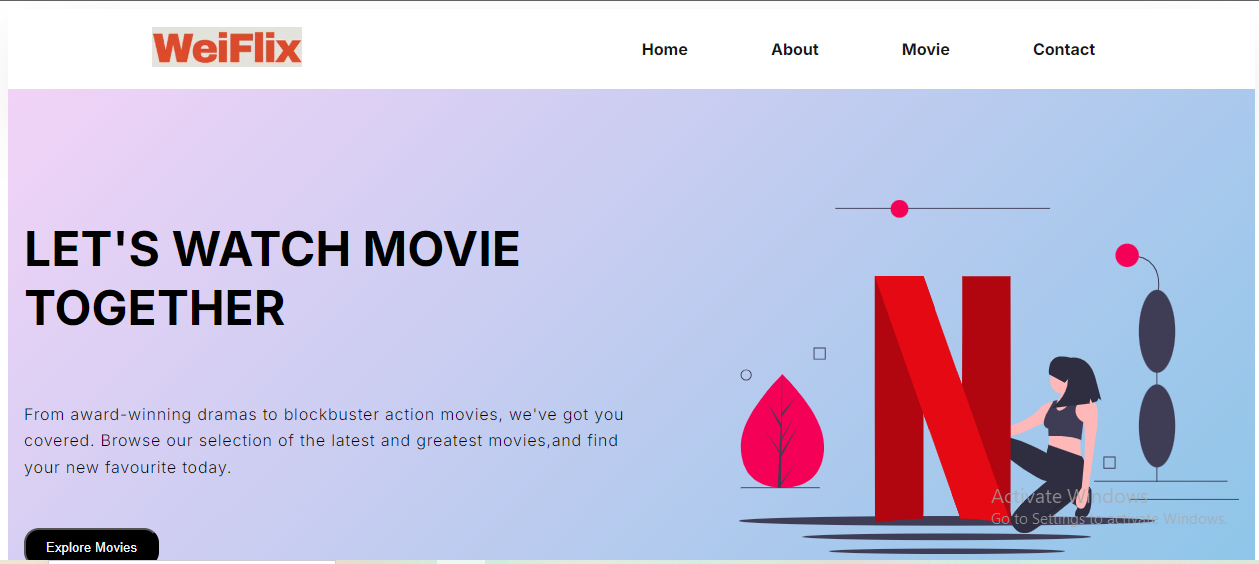 WeiFlix
Home About Movie Contact
LET'S WATCH MOVIE
TOGETHER
From award-winning dramas to blockbuster action movies, we've got you
covered. Browse our selection of the latest and greatest movies,and find
your new favourite today.
Explore Movies
N
Activate Windows
Go to Settings to activate Windows.